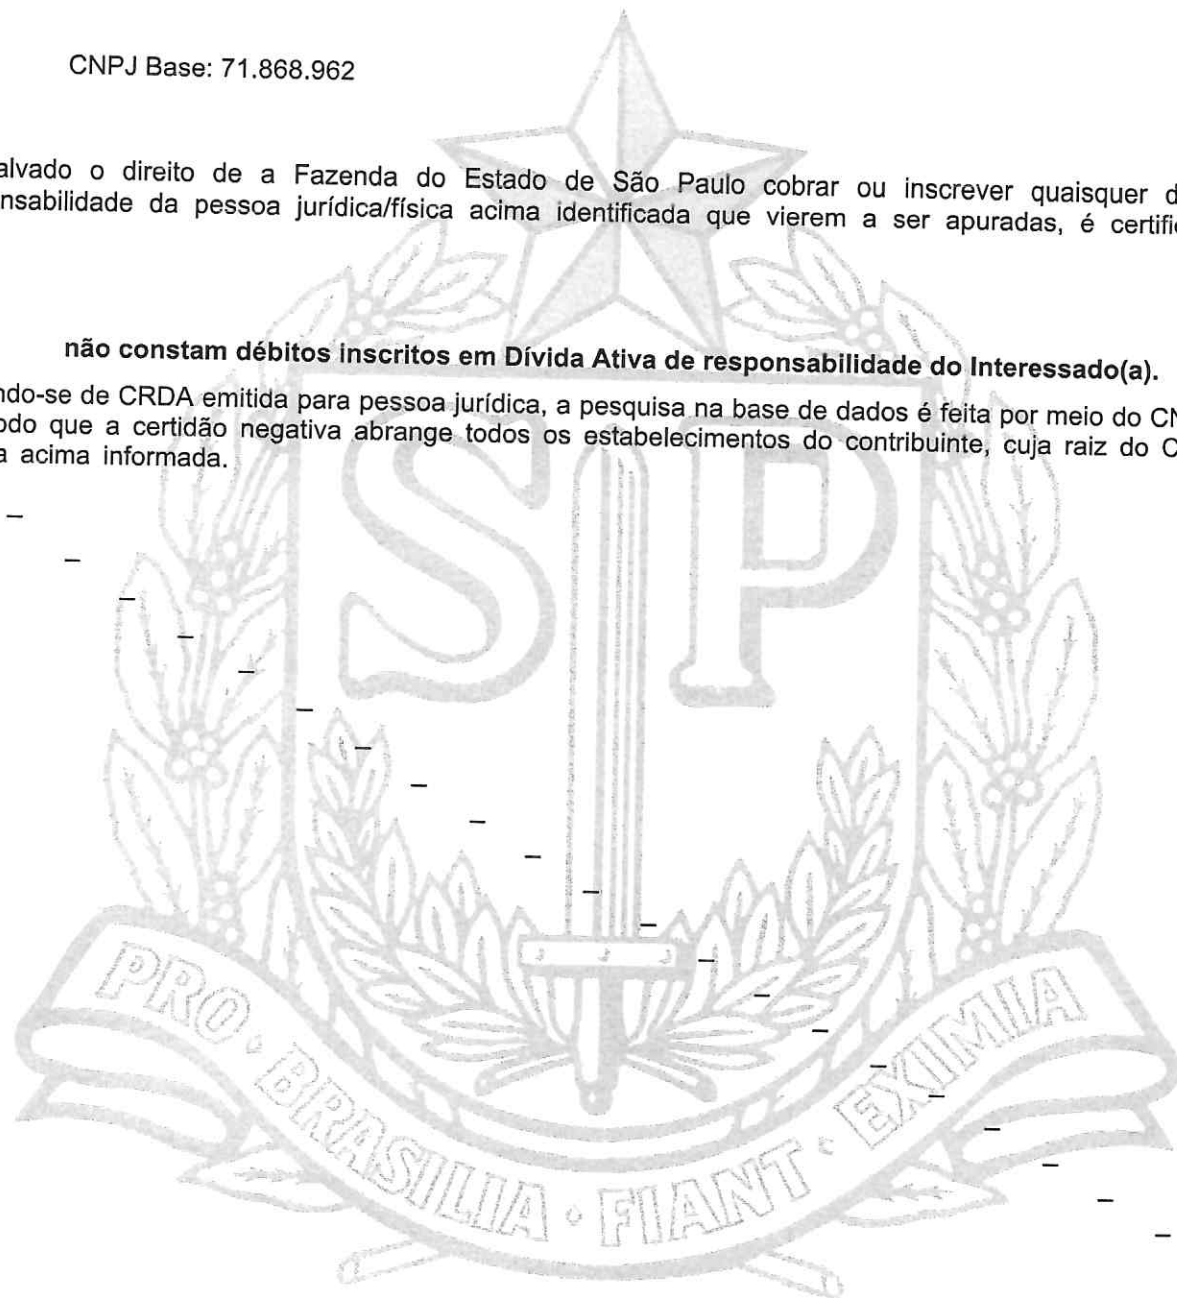 CNPJ Base: 71.868.962
alvado o direito de a Fazenda do Estado de São Paulo cobrar ou inscrever quaisquer d
nsabilidade da pessoa jurídica/física acima identificada que vierem a ser apuradas, é certifi
não constam débitos inscritos em Dívida Ativa de responsabilidade do Interessado(a).
ndo-se de CRDA emitida para pessoa jurídica, a pesquisa na base de dados é feita por meio do CN
odo que a certidão negativa abrange todos os estabelecimentos do contribuinte, cuja raiz do C
a acima informada.
SP
PRO BRASILIA FIANT EXIMIA